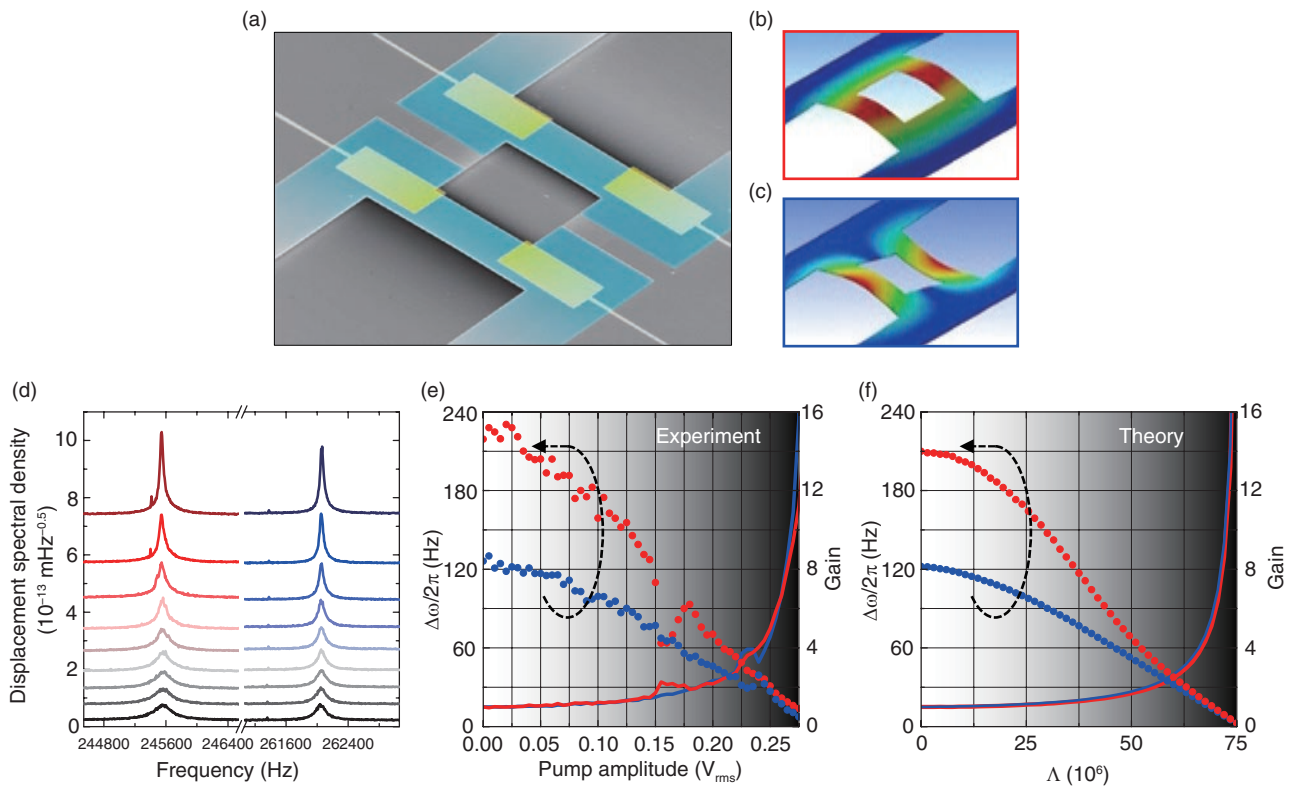 (a)
(b)
(c)
(d)
Displacement spectral density
(10⁻¹³ mHz⁻⁰·⁵)
10
8
6
4
2
0
244800 245600 246400 261600 262400
Frequency (Hz)
(e)
Experiment
Δω/2π (Hz)
240
180
120
60
0
16
12
8
4
0
Gain
0.00 0.05 0.10 0.15 0.20 0.25
Pump amplitude (Vrms)
(f)
Theory
Δω/2π (Hz)
240
180
120
60
0
16
12
8
4
0
Gain
0 25 50 75
Λ (10⁶)